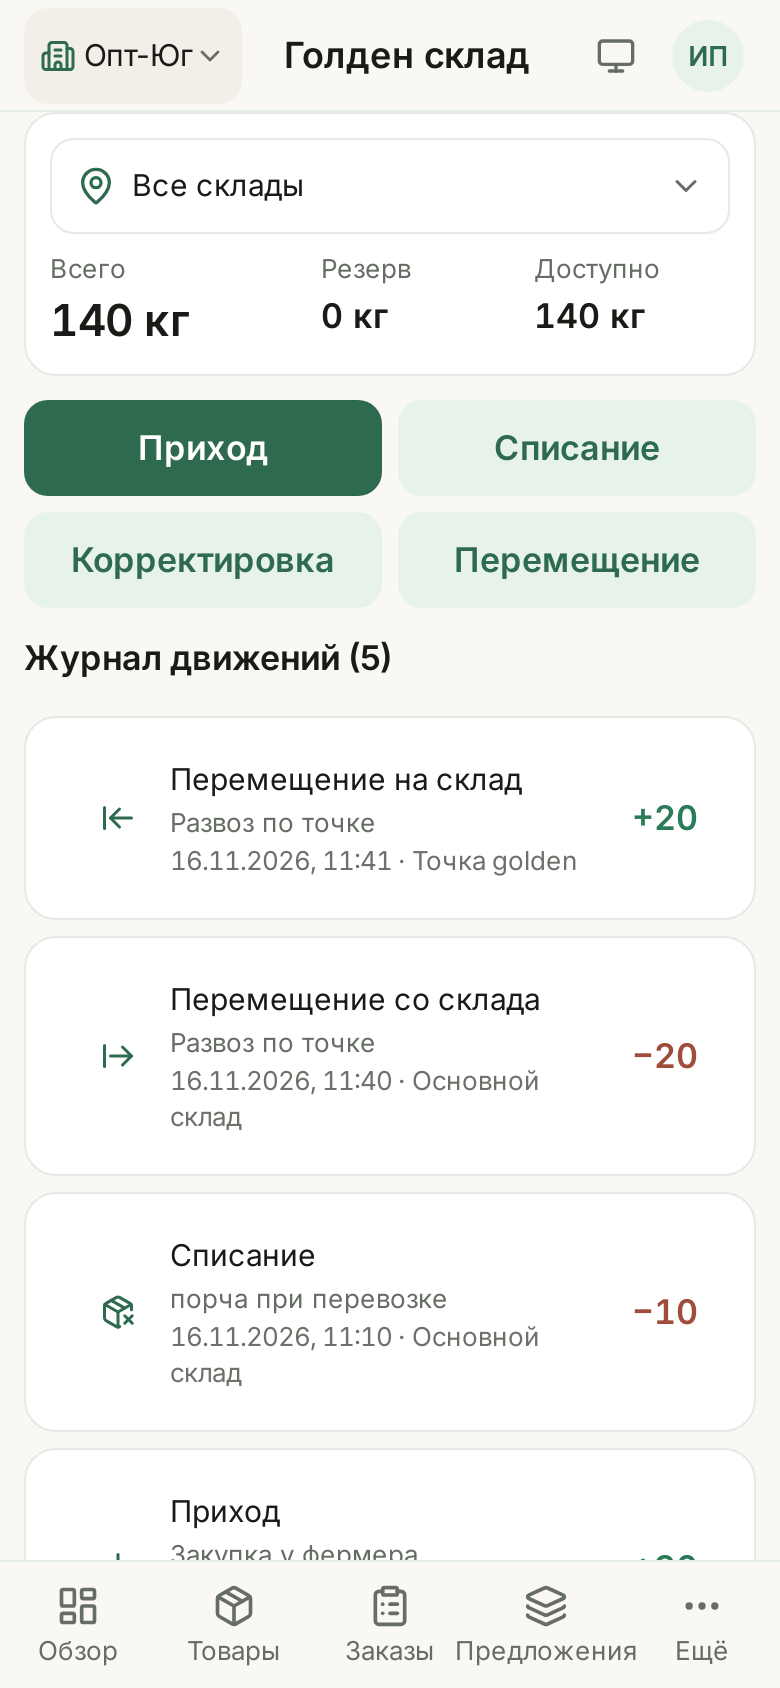 Опт-Юг
Голден склад
ИП
Все склады
Всего Резерв Доступно
140 кг 0 кг 140 кг
Приход Списание
Корректировка Перемещение
Журнал движений (5)
Перемещение на склад
Развоз по точке
16.11.2026, 11:41 · Точка golden
+20
Перемещение со склада
Развоз по точке
16.11.2026, 11:40 · Основной
склад
−20
Списание
порча при перевозке
16.11.2026, 11:10 · Основной
склад
−10
Приход
Закупка у фермера
Обзор Товары Заказы Предложения Ещё